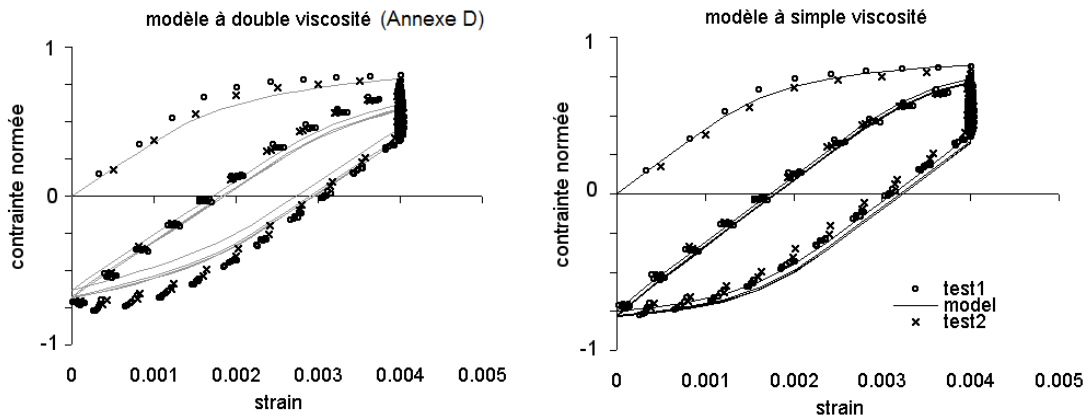 modèle à double viscosité (Annexe D)
1
0
-1
contrainte normée
0 0.001 0.002 0.003 0.004 0.005
strain
modèle à simple viscosité
1
0
-1
contrainte normée
test1
model
test2
0 0.001 0.002 0.003 0.004 0.005
strain